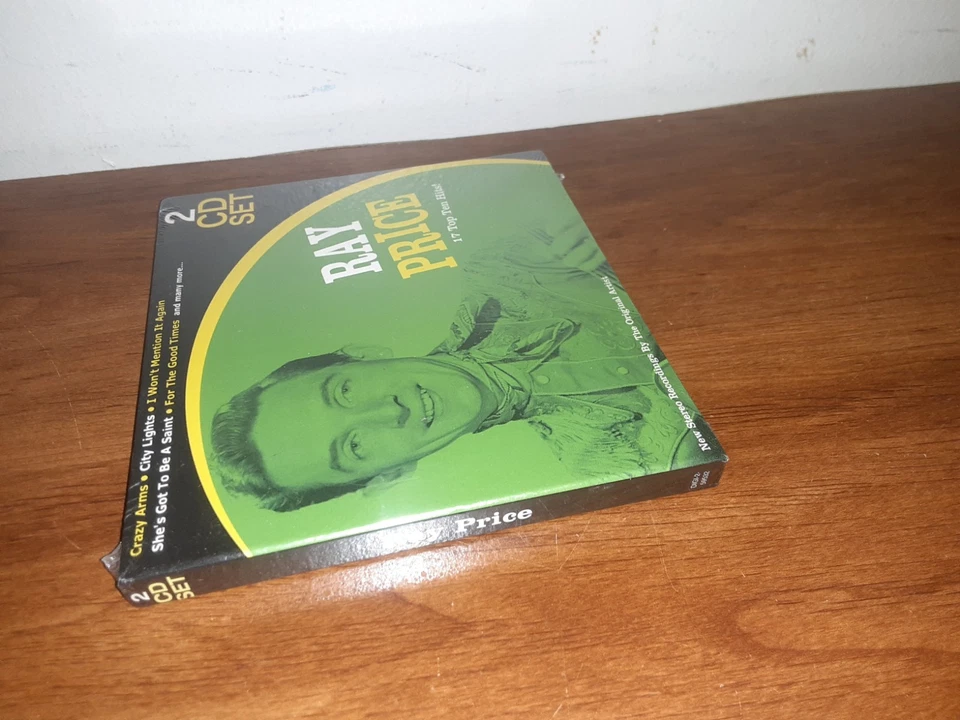 2
CD
SET
Crazy Arms • City Lights • I Won't Mention It Again
She's Got To Be A Saint • For The Good Times and many more...
RAY
PRICE
17 Top Ten Hits!
New Stereo Recordings By The Original Artist
Price
2
CD
SET